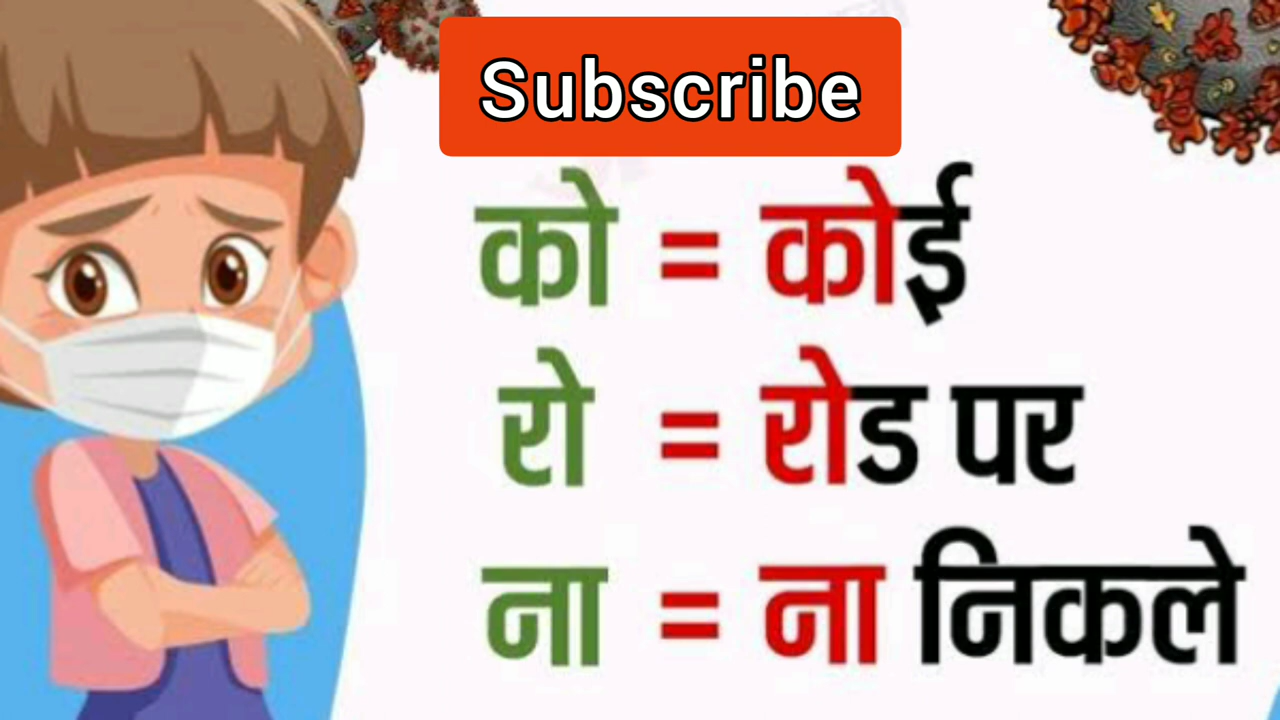 Subscribe
को = कोई
रो = रोड पर
ना = ना निकले